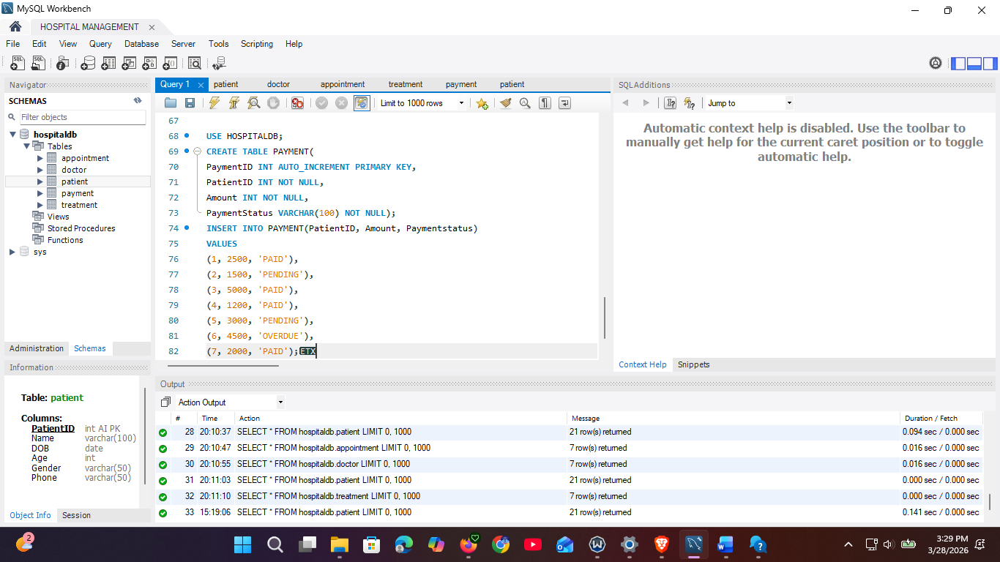 MySQL Workbench
HOSPITAL MANAGEMENT
File Edit View Query Database Server Tools Scripting Help
Navigator
SCHEMAS
Filter objects
hospitaldb
Tables
appointment
doctor
patient
payment
treatment
Views
Stored Procedures
Functions
sys
Administration Schemas
Information
Table: patient
Columns:
PatientID int AI PK
Name varchar(100)
DOB date
Age int
Gender varchar(50)
Phone varchar(50)
Object Info Session
Query 1 patient doctor appointment treatment payment patient
Limit to 1000 rows
67
68 USE HOSPITALDB;
69 CREATE TABLE PAYMENT(
70 PaymentID INT AUTO_INCREMENT PRIMARY KEY,
71 PatientID INT NOT NULL,
72 Amount INT NOT NULL,
73 PaymentStatus VARCHAR(100) NOT NULL);
74 INSERT INTO PAYMENT(PatientID, Amount, Paymentstatus)
75 VALUES
76 (1, 2500, 'PAID'),
77 (2, 1500, 'PENDING'),
78 (3, 5000, 'PAID'),
79 (4, 1200, 'PAID'),
80 (5, 3000, 'PENDING'),
81 (6, 4500, 'OVERDUE'),
82 (7, 2000, 'PAID');ETX
SQLAdditions
Jump to
Automatic context help is disabled. Use the toolbar to
manually get help for the current caret position or to toggle
automatic help.
Context Help Snippets
Output
Action Output
# Time Action Message Duration / Fetch
28 20:10:37 SELECT * FROM hospitaldb.patient LIMIT 0, 1000 21 row(s) returned 0.094 sec / 0.000 sec
29 20:10:47 SELECT * FROM hospitaldb.appointment LIMIT 0, 1000 7 row(s) returned 0.016 sec / 0.000 sec
30 20:10:55 SELECT * FROM hospitaldb.doctor LIMIT 0, 1000 7 row(s) returned 0.016 sec / 0.000 sec
31 20:11:03 SELECT * FROM hospitaldb.patient LIMIT 0, 1000 21 row(s) returned 0.000 sec / 0.000 sec
32 20:11:10 SELECT * FROM hospitaldb.treatment LIMIT 0, 1000 7 row(s) returned 0.000 sec / 0.000 sec
33 15:19:06 SELECT * FROM hospitaldb.patient LIMIT 0, 1000 21 row(s) returned 0.141 sec / 0.000 sec
2
3:29 PM
3/28/2026